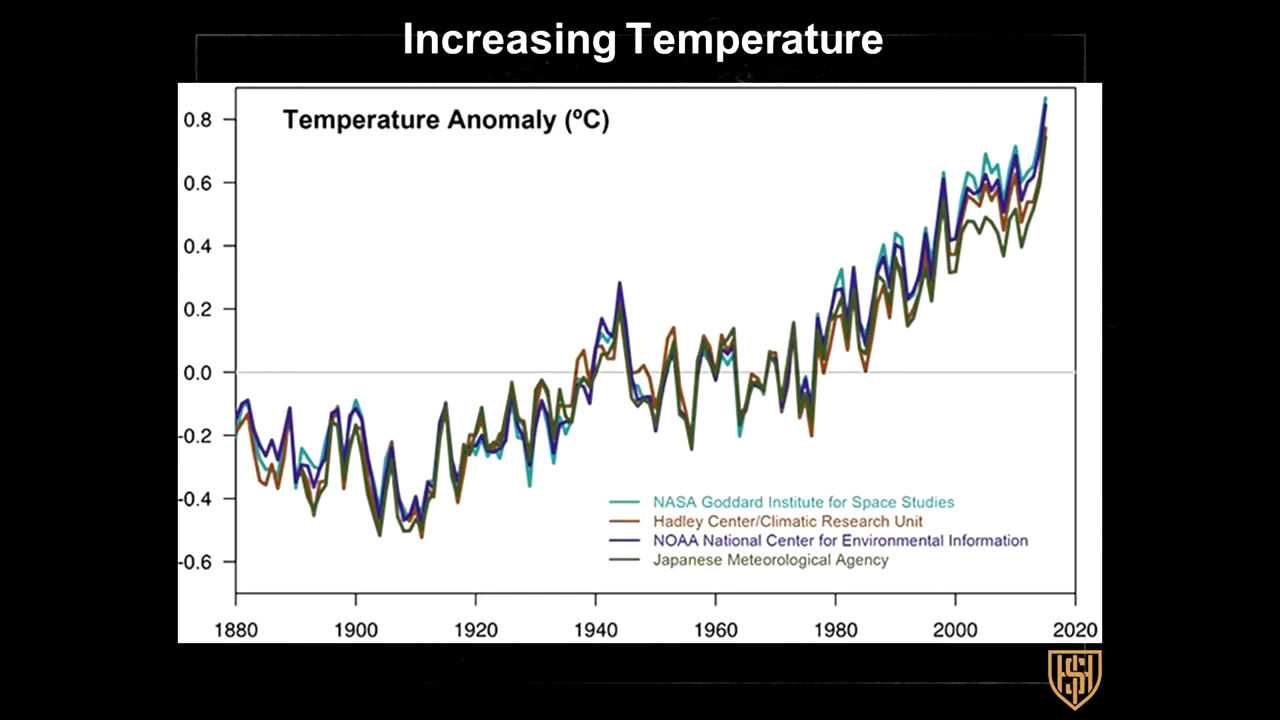 Increasing Temperature
Temperature Anomaly (ºC)
0.8
0.6
0.4
0.2
0.0
-0.2
-0.4
-0.6
NASA Goddard Institute for Space Studies
Hadley Center/Climatic Research Unit
NOAA National Center for Environmental Information
Japanese Meteorological Agency
1880 1900 1920 1940 1960 1980 2000 2020